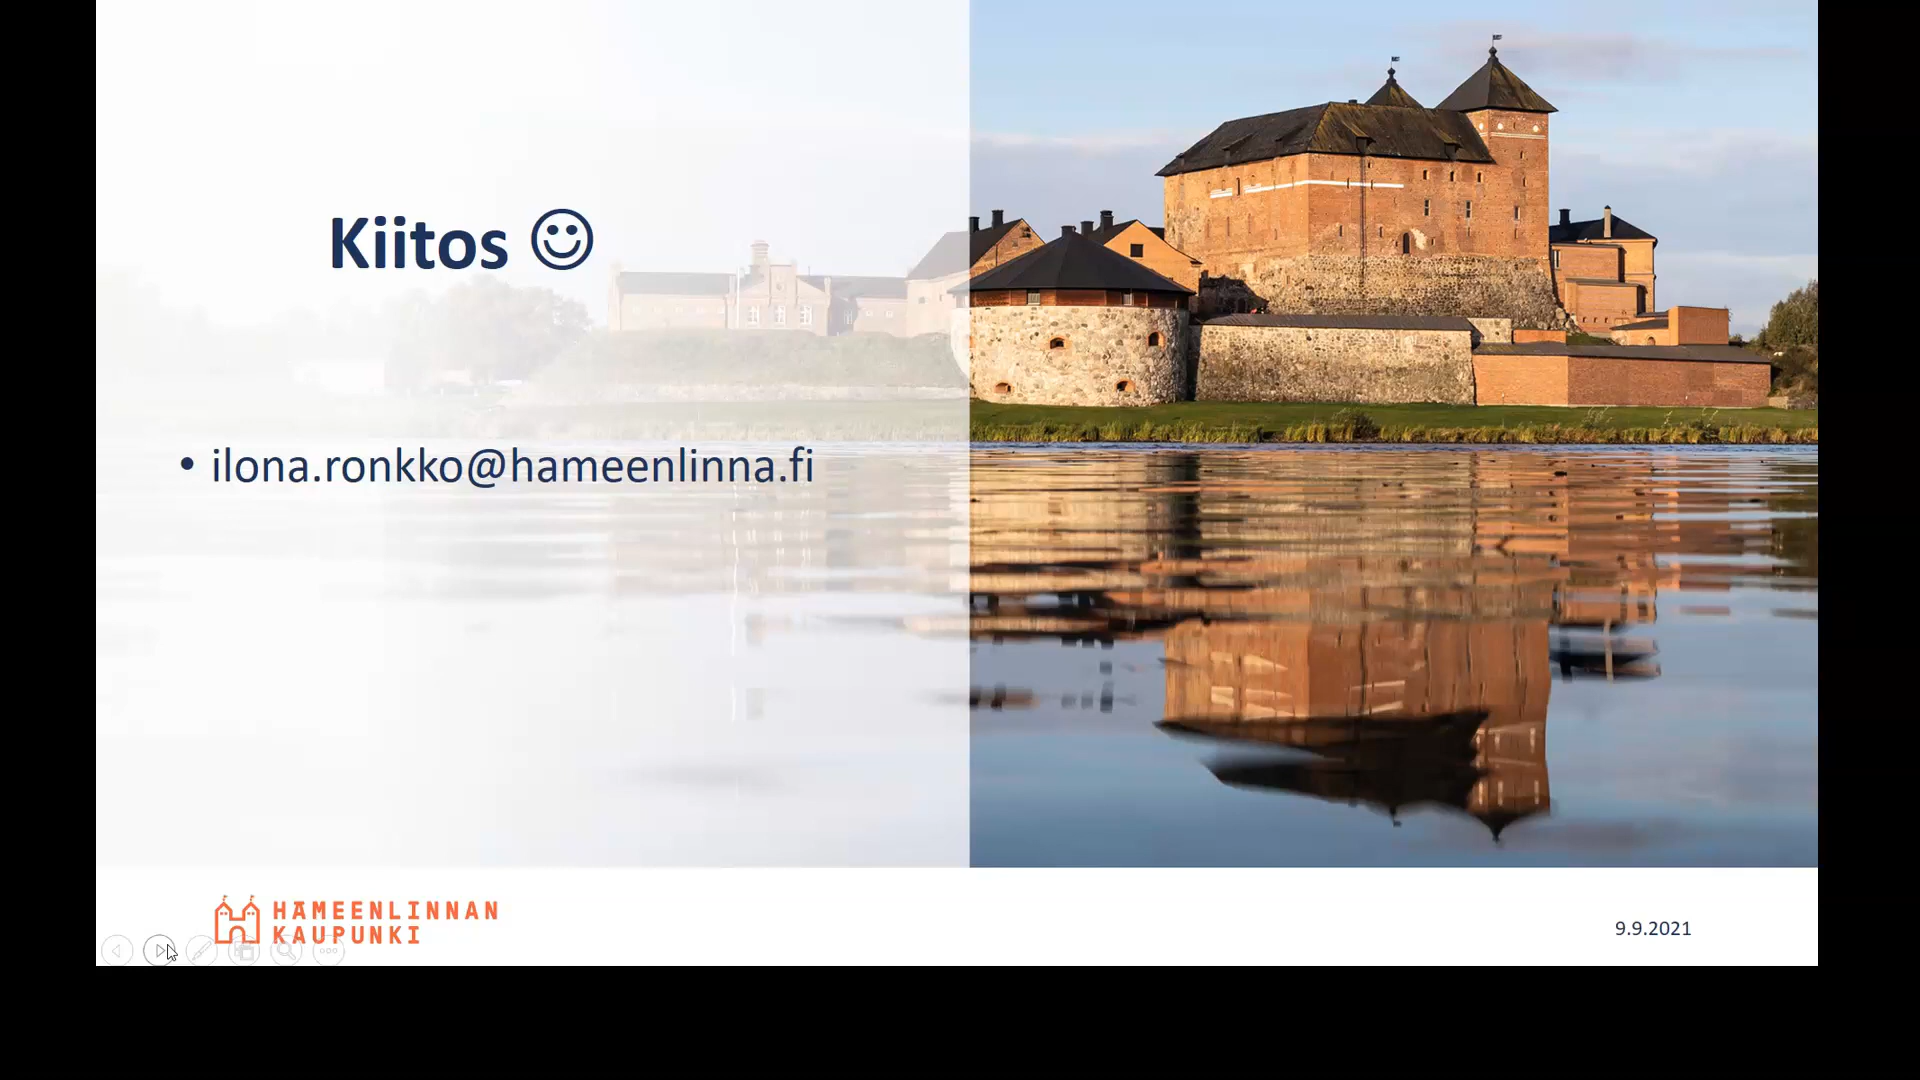 Kiitos ☺
• ilona.ronkko@hameenlinna.fi
HÄMEENLINNAN
KAUPUNKI
9.9.2021